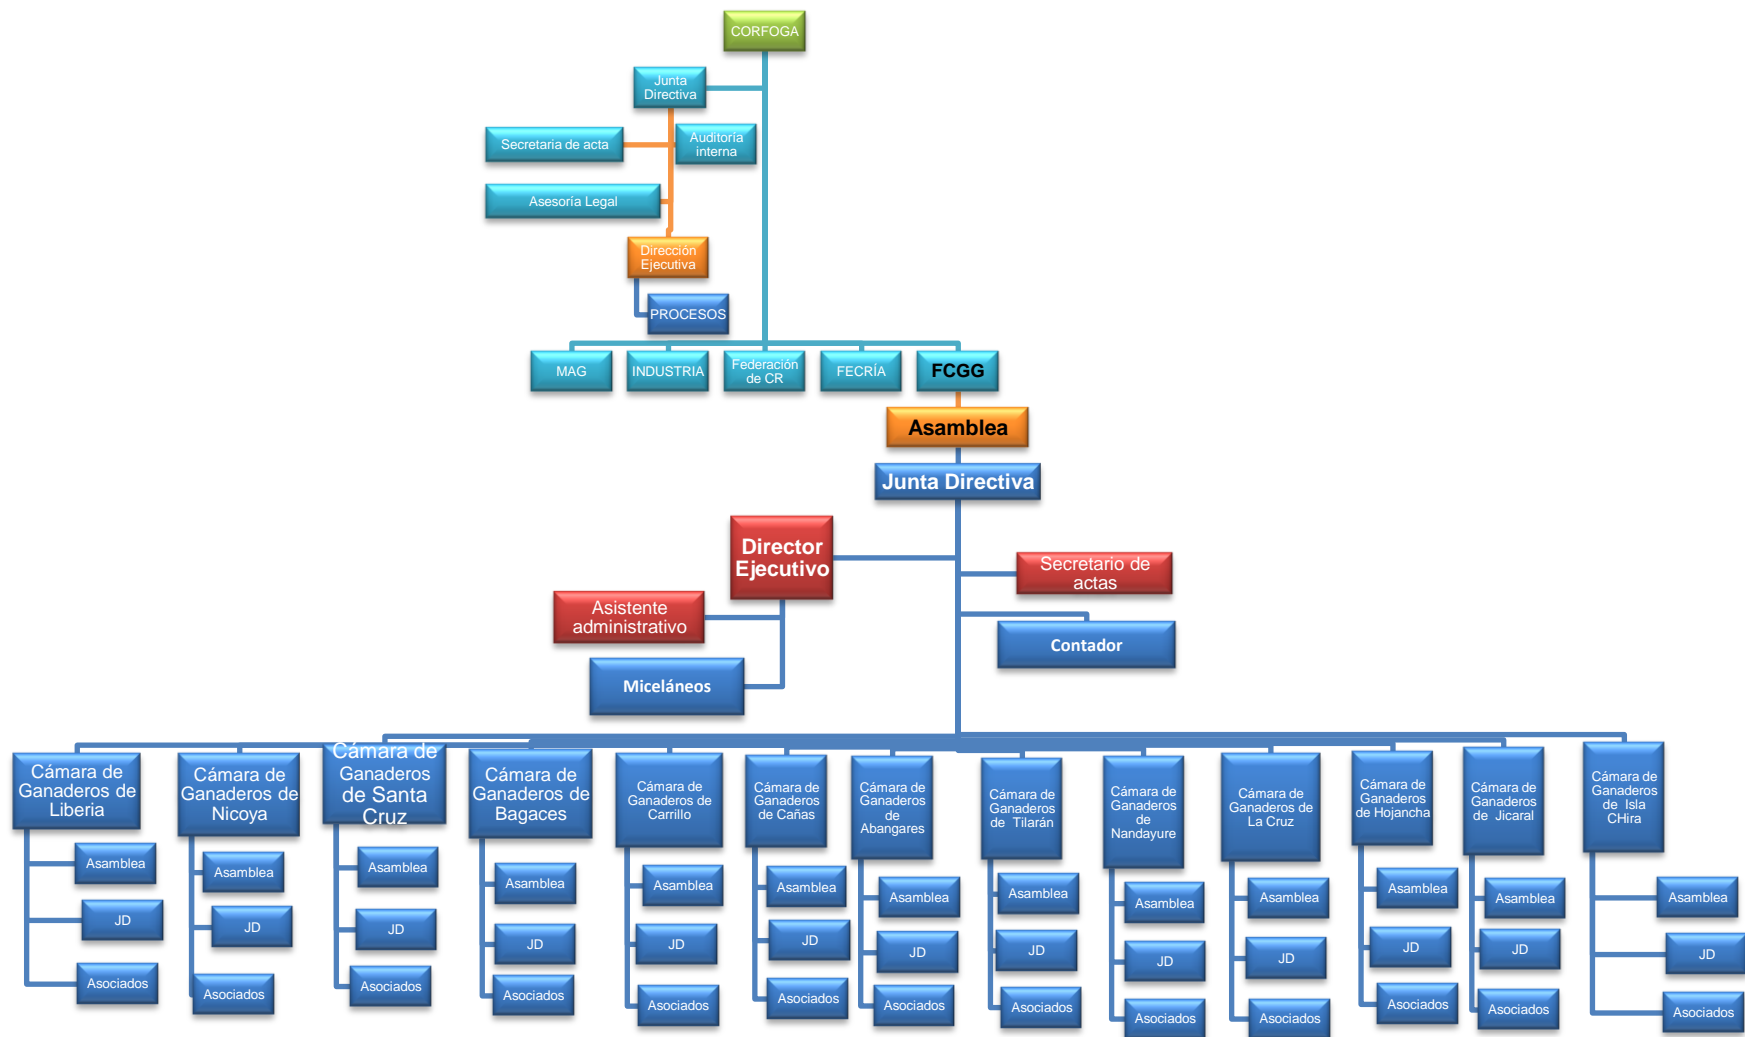 CORFOGA
Junta
Directiva
Secretaria de acta
Auditoría
interna
Asesoría Legal
Dirección
Ejecutiva
PROCESOS
MAG
INDUSTRIA
Federación
de CR
FECRÍA
FCGG
Asamblea
Junta Directiva
Director
Ejecutivo
Secretario de
actas
Asistente
administrativo
Contador
Miceláneos
Cámara de
Ganaderos de
Liberia
Asamblea
JD
Asociados
Cámara de
Ganaderos de
Nicoya
Asamblea
JD
Asociados
Cámara de
Ganaderos
de Santa
Cruz
Asamblea
JD
Asociados
Cámara de
Ganaderos de
Bagaces
Asamblea
JD
Asociados
Cámara de
Ganaderos de
Carrillo
Asamblea
JD
Asociados
Cámara de
Ganaderos
de Cañas
Asamblea
JD
Asociados
Cámara de
Ganaderos
de
Abangares
Asamblea
JD
Asociados
Cámara de
Ganaderos
de Tilarán
Asamblea
JD
Asociados
Cámara de
Ganaderos
de
Nandayure
Asamblea
JD
Asociados
Cámara de
Ganaderos de
La Cruz
Asamblea
JD
Asociados
Cámara de
Ganaderos
de Hojancha
Asamblea
JD
Asociados
Cámara de
Ganaderos
de Jicaral
Asamblea
JD
Asociados
Cámara de
Ganaderos
de Isla
CHira
Asamblea
JD
Asociados